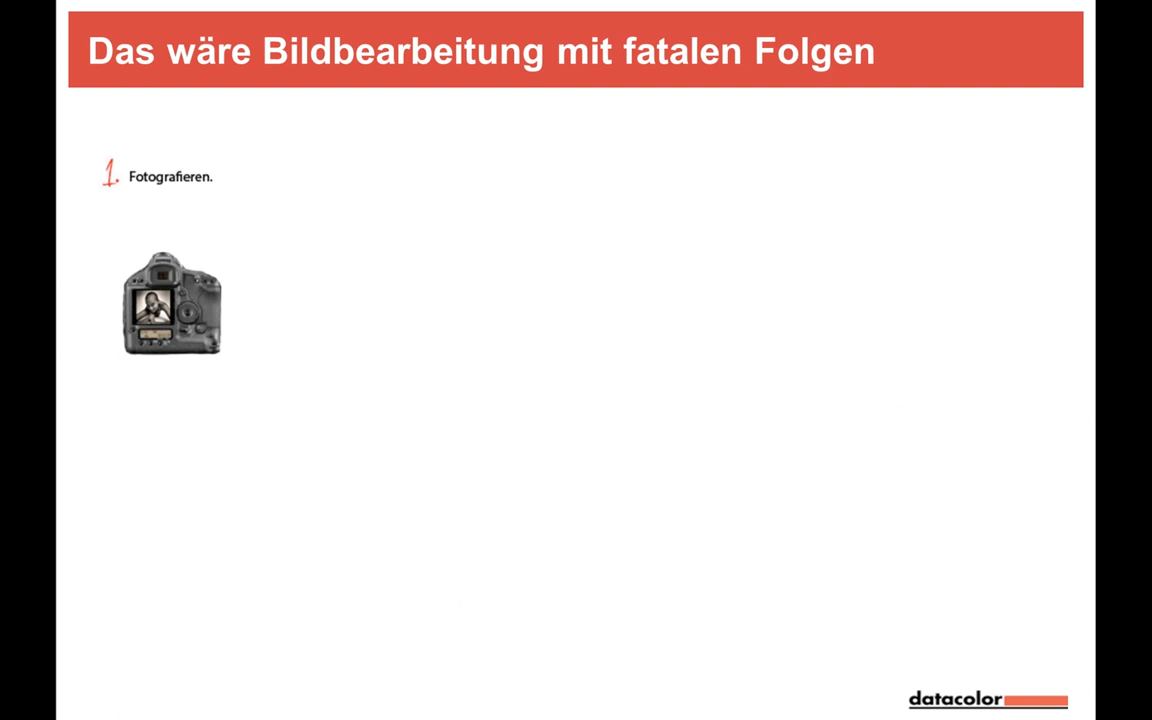 Das wäre Bildbearbeitung mit fatalen Folgen
1. Fotografieren.
datacolor